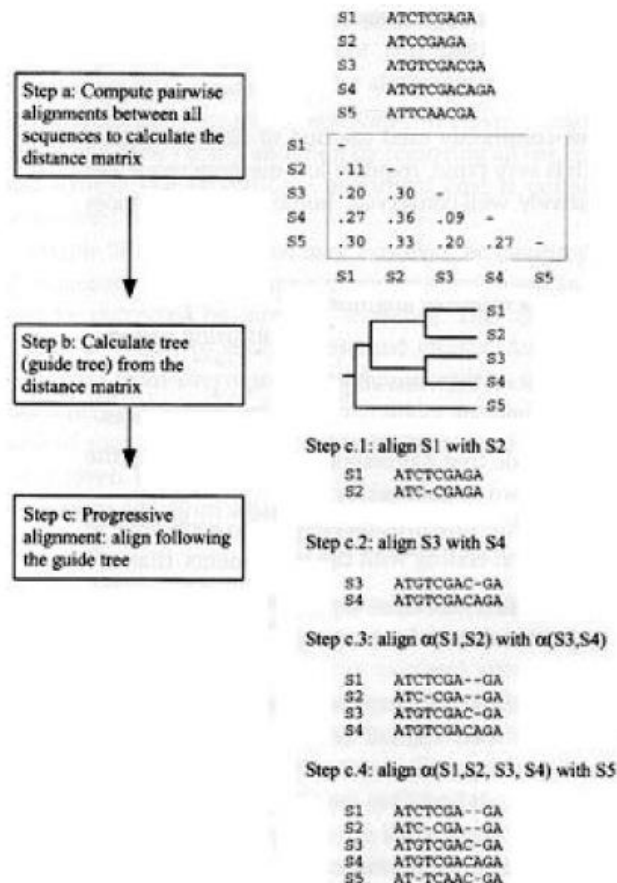 S1 ATCTCGAGA
S2 ATCCGAGA
S3 ATGTCGACGA
S4 ATGTCGACAGA
S5 ATTCAACGA
Step a: Compute pairwise
alignments between all
sequences to calculate the
distance matrix
S1 -
S2 .11 -
S3 .20 .30 -
S4 .27 .36 .09 -
S5 .30 .33 .20 .27 -
S1 S2 S3 S4 S5
Step b: Calculate tree
(guide tree) from the
distance matrix
S1
S2
S3
S4
S5
Step c: Progressive
alignment: align following
the guide tree
Step c.1: align S1 with S2
S1 ATCTCGAGA
S2 ATC-CGAGA
Step c.2: align S3 with S4
S3 ATGTCGAC-GA
S4 ATGTCGACAGA
Step c.3: align α(S1,S2) with α(S3,S4)
S1 ATCTCGA--GA
S2 ATC-CGA--GA
S3 ATGTCGAC-GA
S4 ATGTCGACAGA
Step c.4: align α(S1,S2, S3, S4) with S5
S1 ATCTCGA--GA
S2 ATC-CGA--GA
S3 ATGTCGAC-GA
S4 ATGTCGACAGA
S5 AT-TCAAC-GA